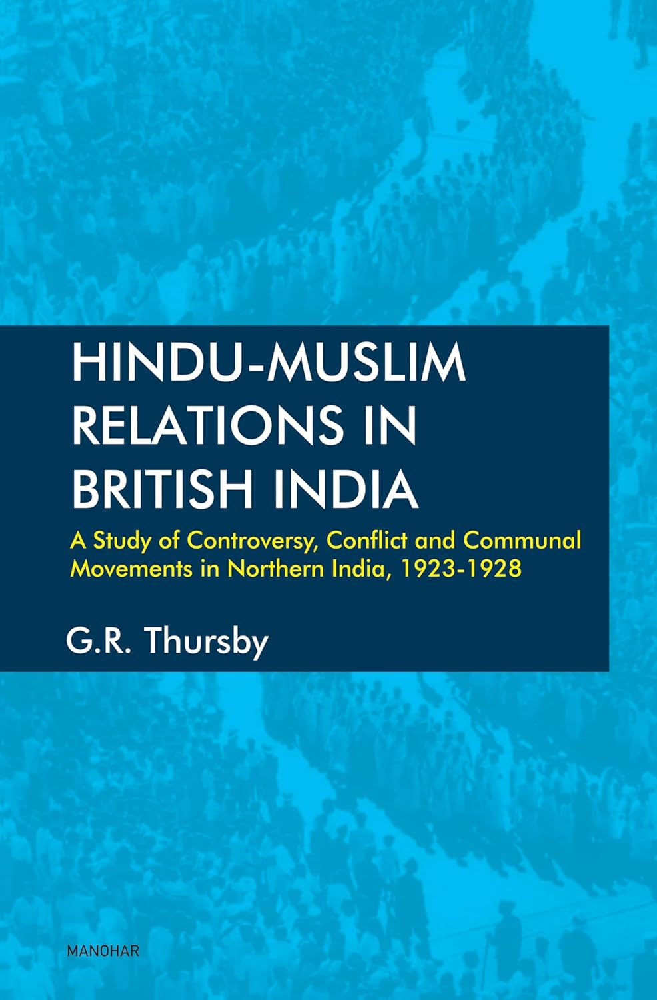 HINDU-MUSLIM
RELATIONS IN
BRITISH INDIA
A Study of Controversy, Conflict and Communal
Movements in Northern India, 1923-1928
G.R. Thursby
MANOHAR